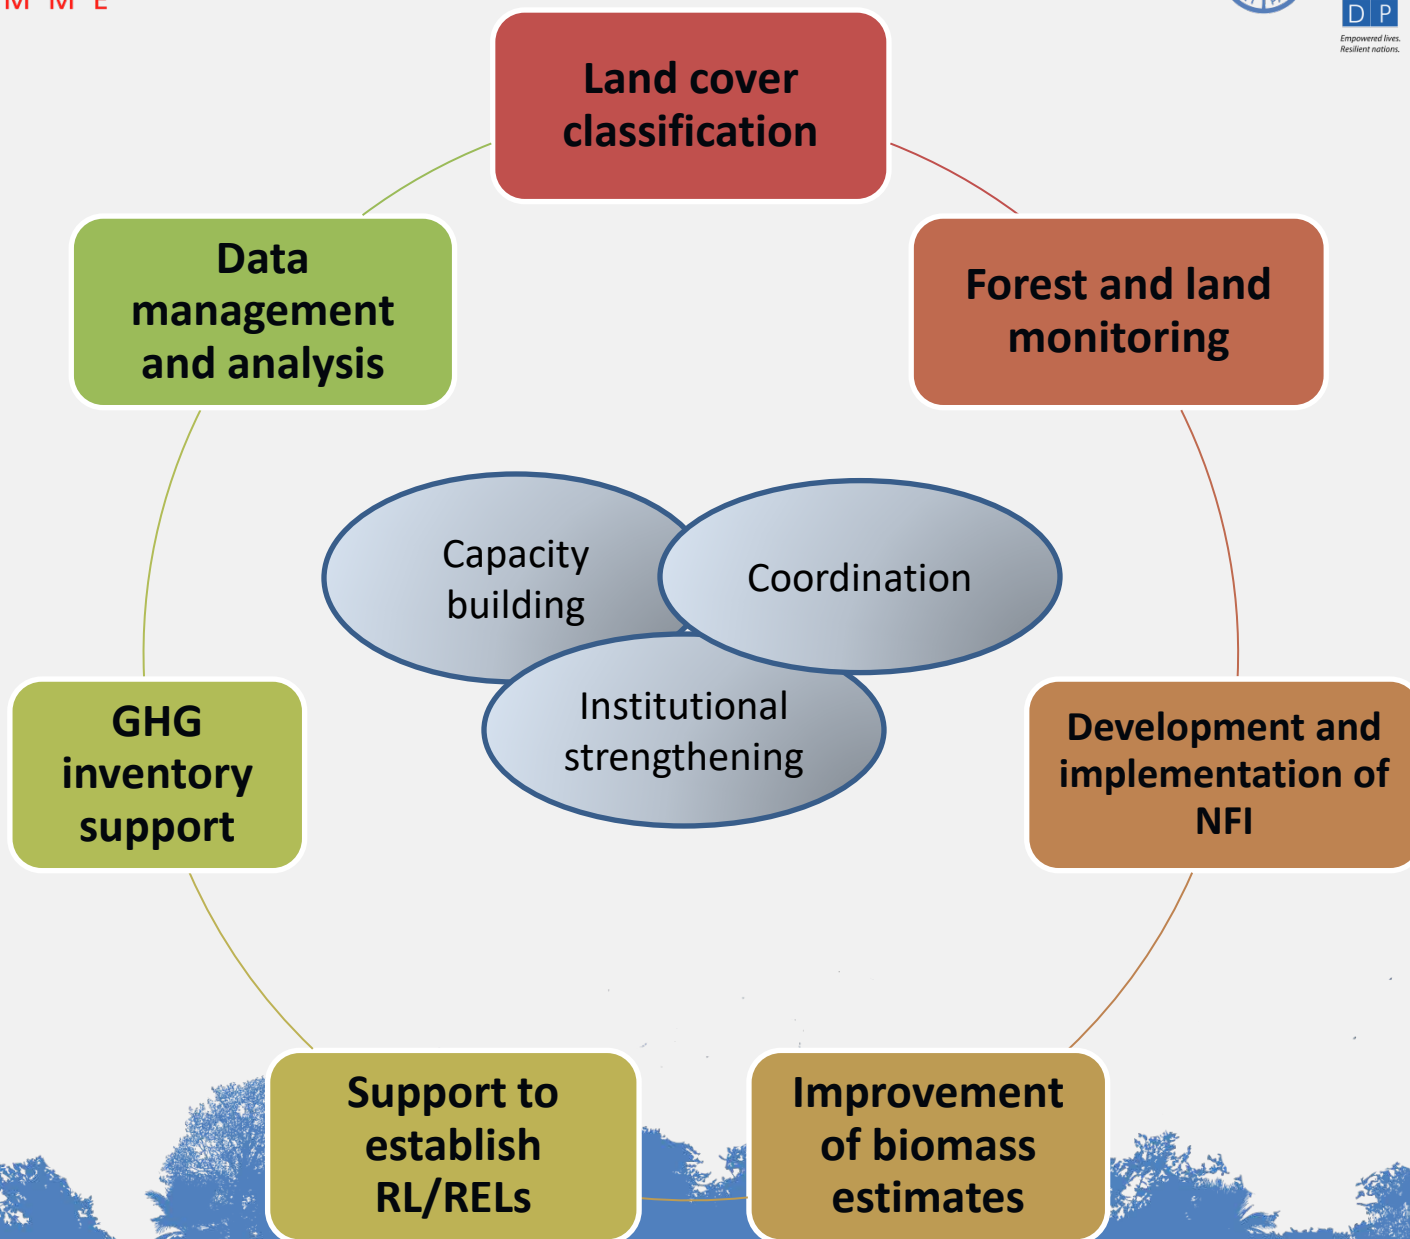 M M E
D P
Empowered lives.
Resilient nations.
Land cover
classification
Data
management
and analysis
Forest and land
monitoring
Capacity
building
Coordination
Institutional
strengthening
GHG
inventory
support
Development and
implementation of
NFI
Support to
establish
RL/RELs
Improvement
of biomass
estimates